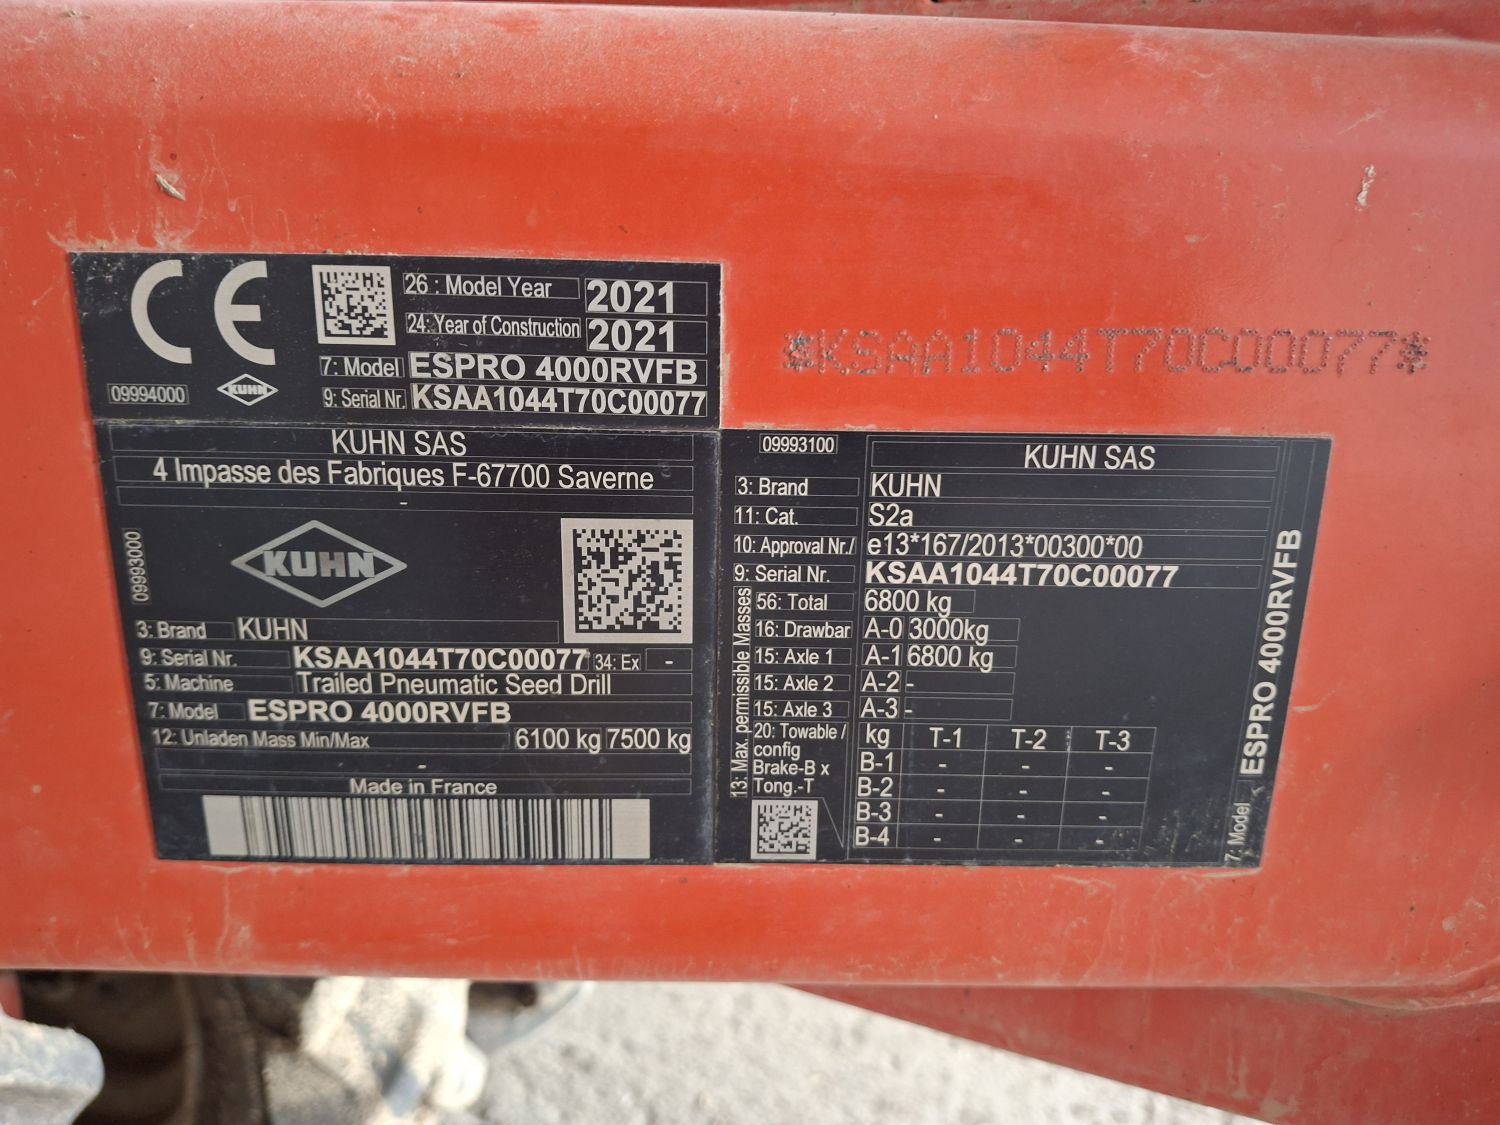 CE
26 : Model Year 2021
24: Year of Construction 2021
7: Model ESPRO 4000RVFB
9: Serial Nr. KSAA1044T70C00077
09994000
KUHN
*KSAA1044T70C00077*
KUHN SAS
4 Impasse des Fabriques F-67700 Saverne
-
09993000
KUHN
3: Brand KUHN
9: Serial Nr. KSAA1044T70C00077 34: Ex -
5: Machine Trailed Pneumatic Seed Drill
7: Model ESPRO 4000RVFB
12: Unladen Mass Min/Max 6100 kg 7500 kg
-
Made in France
09993100
KUHN SAS
3: Brand KUHN
11: Cat. S2a
10: Approval Nr./ e13*167/2013*00300*00
9: Serial Nr. KSAA1044T70C00077
13: Max. permissible Masses
56: Total 6800 kg
16: Drawbar A-0 3000kg
15: Axle 1 A-1 6800 kg
15: Axle 2 A-2 -
15: Axle 3 A-3 -
20: Towable /
config
Brake-B x
Tong.-T
kg T-1 T-2 T-3
B-1 - - -
B-2 - - -
B-3 - - -
B-4 - - -
7: Model ESPRO 4000RVFB